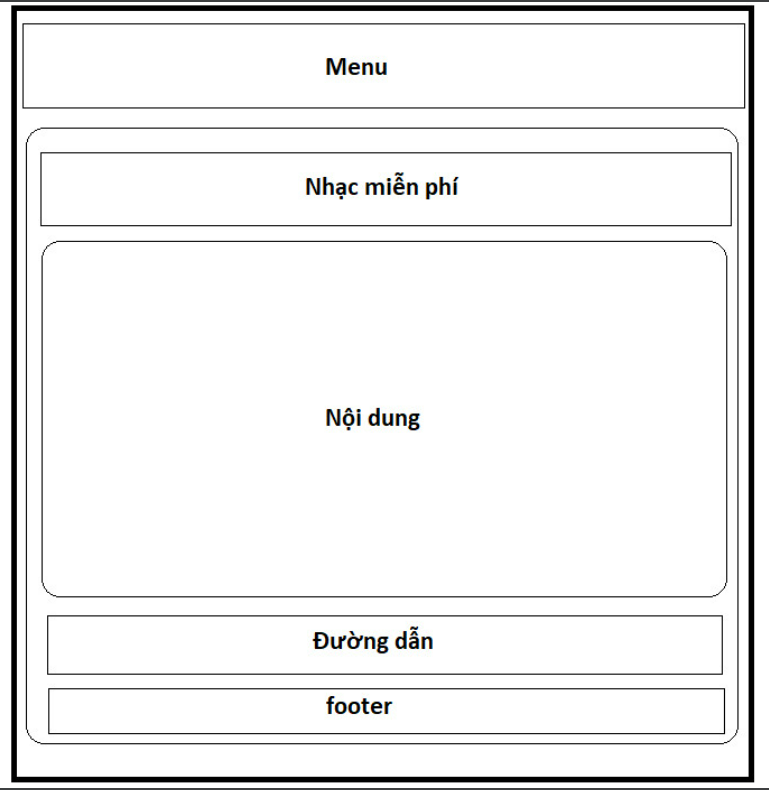 Menu
Nhạc miễn phí
Nội dung
Đường dẫn
footer